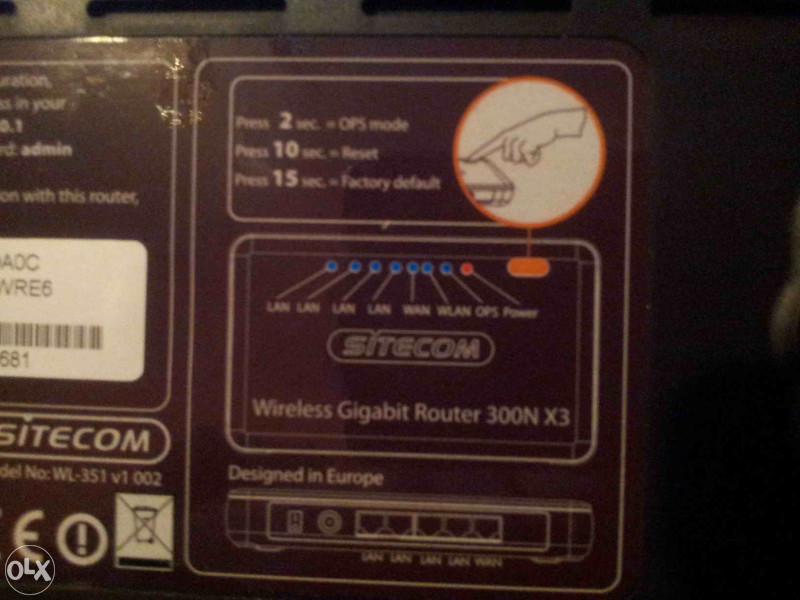 uration,
ss in your
0.1
rd: admin
on with this router,
0A0C
WRE6
681
SITECOM
del No: WL-351 v1 002
CE
Press 2 sec. = OPS mode
Press 10 sec. = Reset
Press 15 sec. = Factory default
LAN LAN LAN LAN WAN WLAN OPS Power
SITECOM
Wireless Gigabit Router 300N X3
Designed in Europe
LAN LAN LAN LAN WAN
OLX